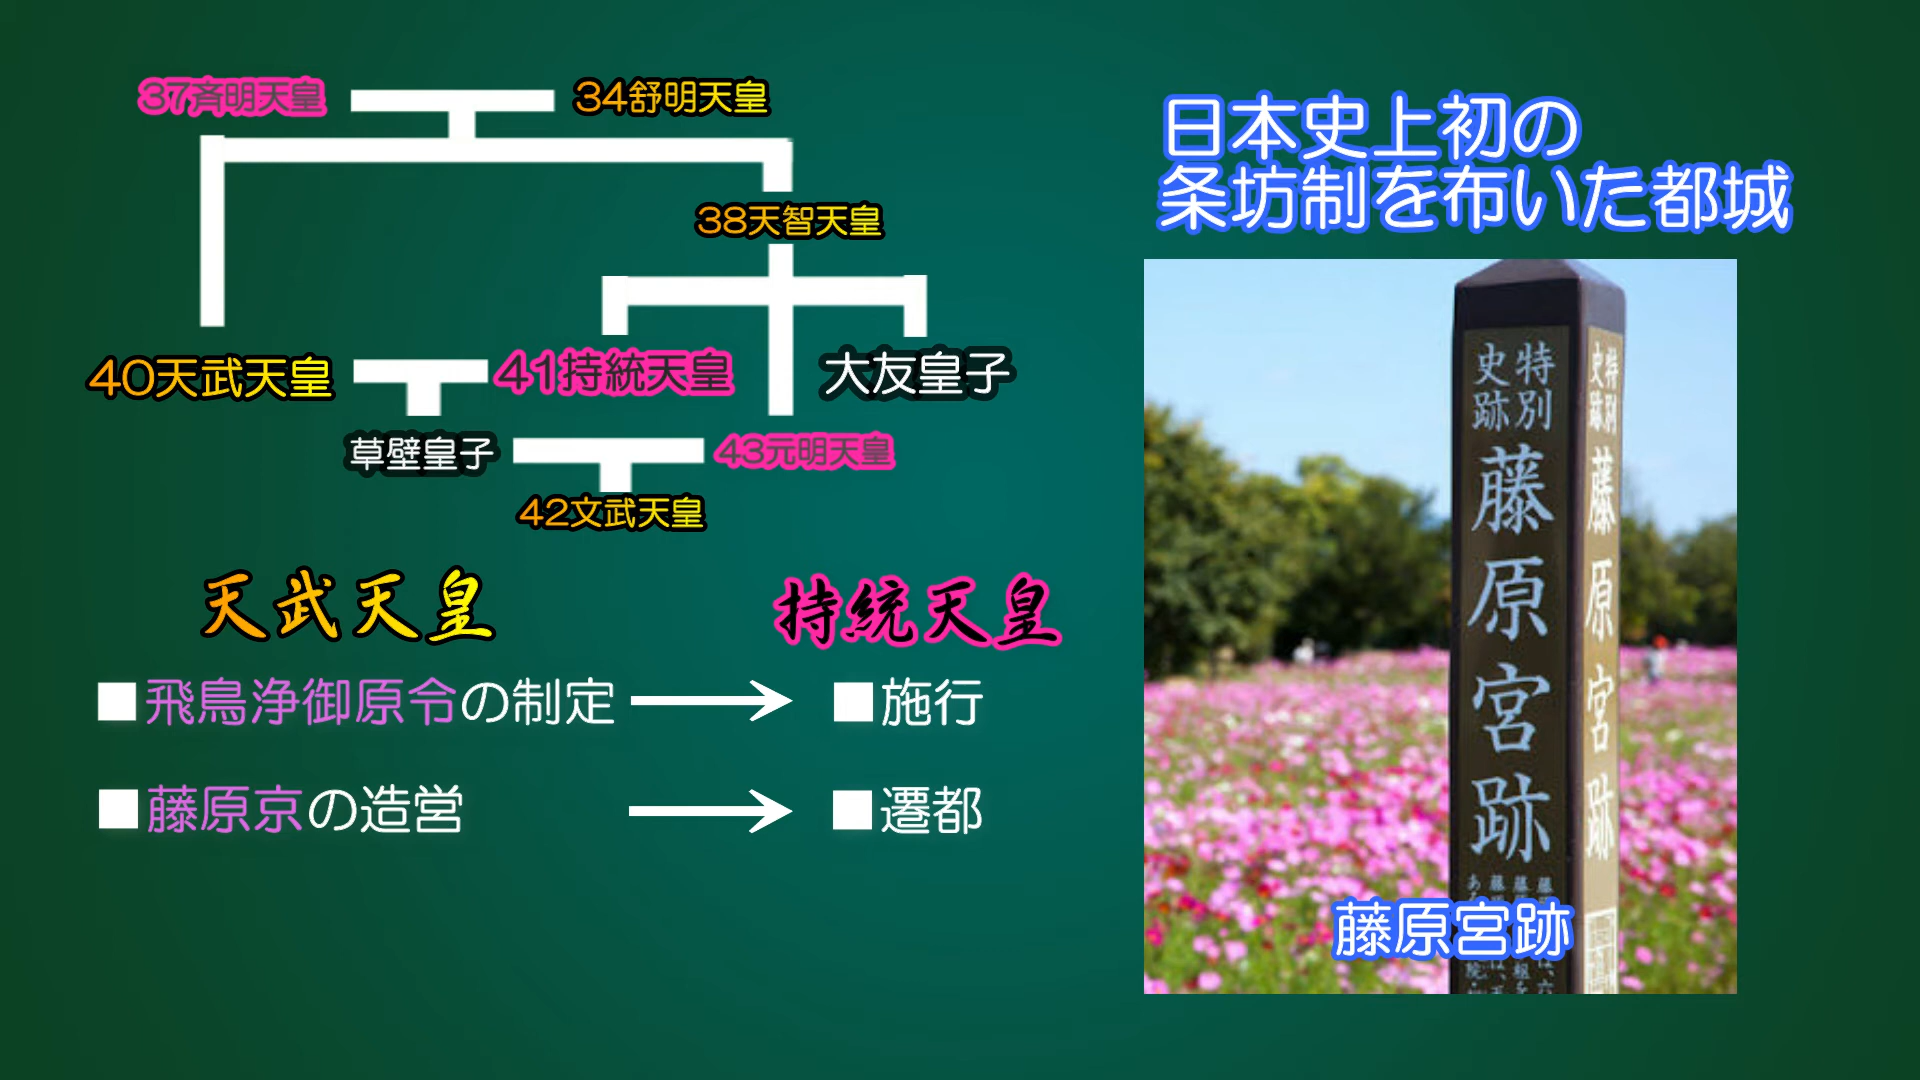 37斉明天皇
34舒明天皇
38天智天皇
40天武天皇
41持統天皇
大友皇子
草壁皇子
43元明天皇
42文武天皇
天武天皇
持統天皇
■飛鳥浄御原令の制定
■施行
■藤原京の造営
■遷都
日本史上初の
条坊制を布いた都城
特別
史跡
藤原宮跡
特別
史跡
藤原宮跡
藤原宮跡